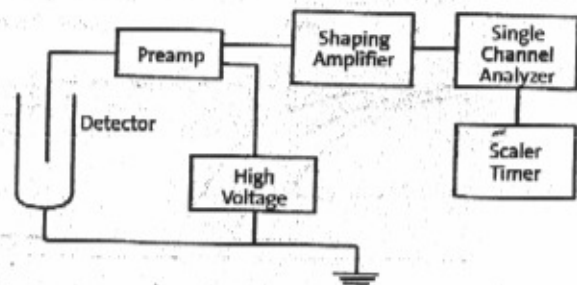 Preamp
Shaping
Amplifier
Single
Channel
Analyzer
Detector
High
Voltage
Scaler
Timer